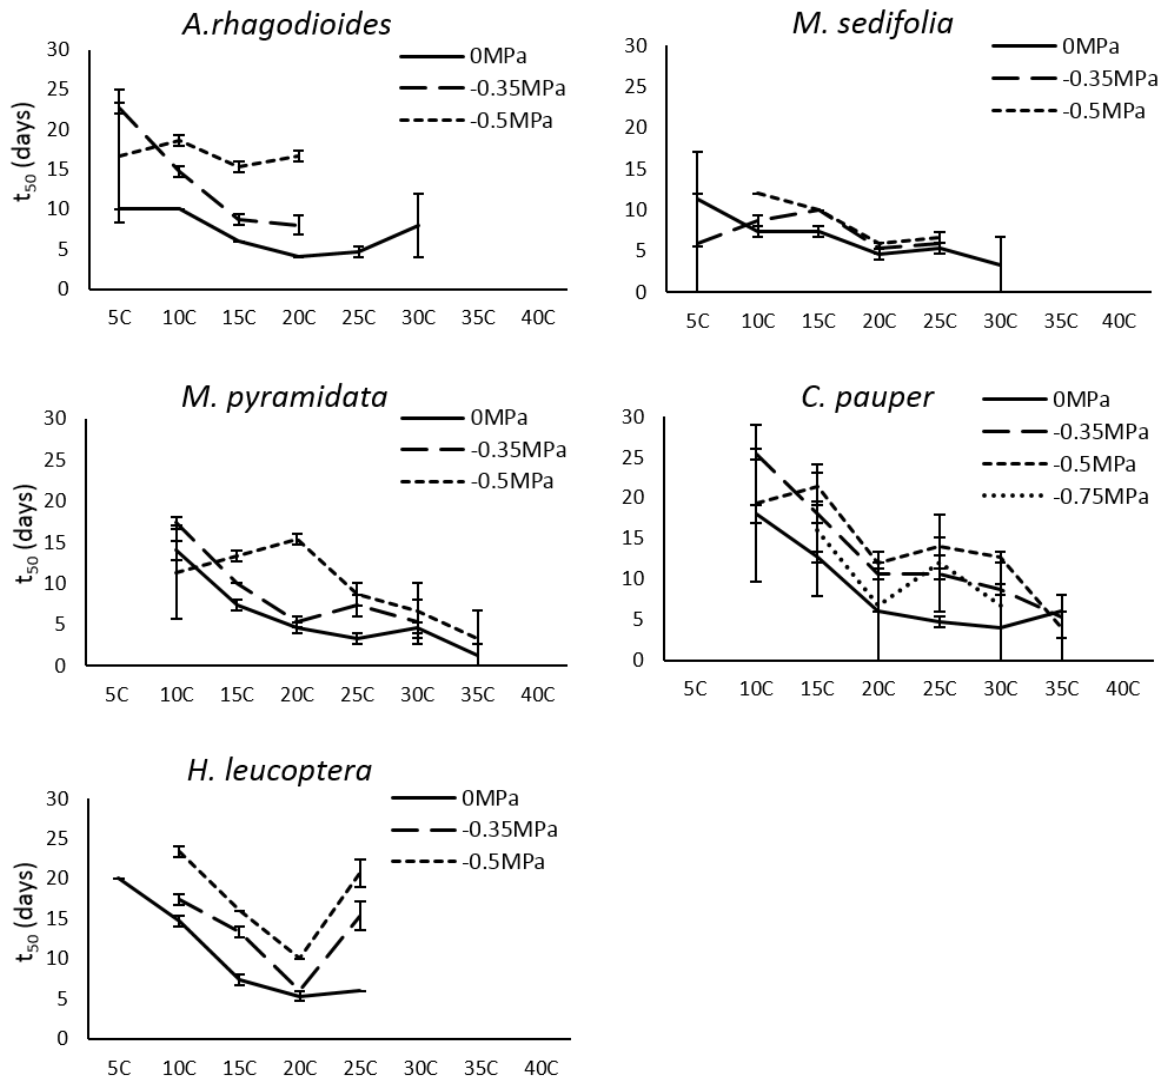 A.rhagodioides
0MPa
-0.35MPa
-0.5MPa
t₅₀ (days)
30
25
20
15
10
5
0
5C 10C 15C 20C 25C 30C 35C 40C
M. sedifolia
0MPa
-0.35MPa
-0.5MPa
30
25
20
15
10
5
0
5C 10C 15C 20C 25C 30C 35C 40C
M. pyramidata
0MPa
-0.35MPa
-0.5MPa
t₅₀ (days)
30
25
20
15
10
5
0
5C 10C 15C 20C 25C 30C 35C 40C
C. pauper
0MPa
-0.35MPa
-0.5MPa
-0.75MPa
30
25
20
15
10
5
0
5C 10C 15C 20C 25C 30C 35C 40C
H. leucoptera
0MPa
-0.35MPa
-0.5MPa
t₅₀ (days)
30
25
20
15
10
5
0
5C 10C 15C 20C 25C 30C 35C 40C